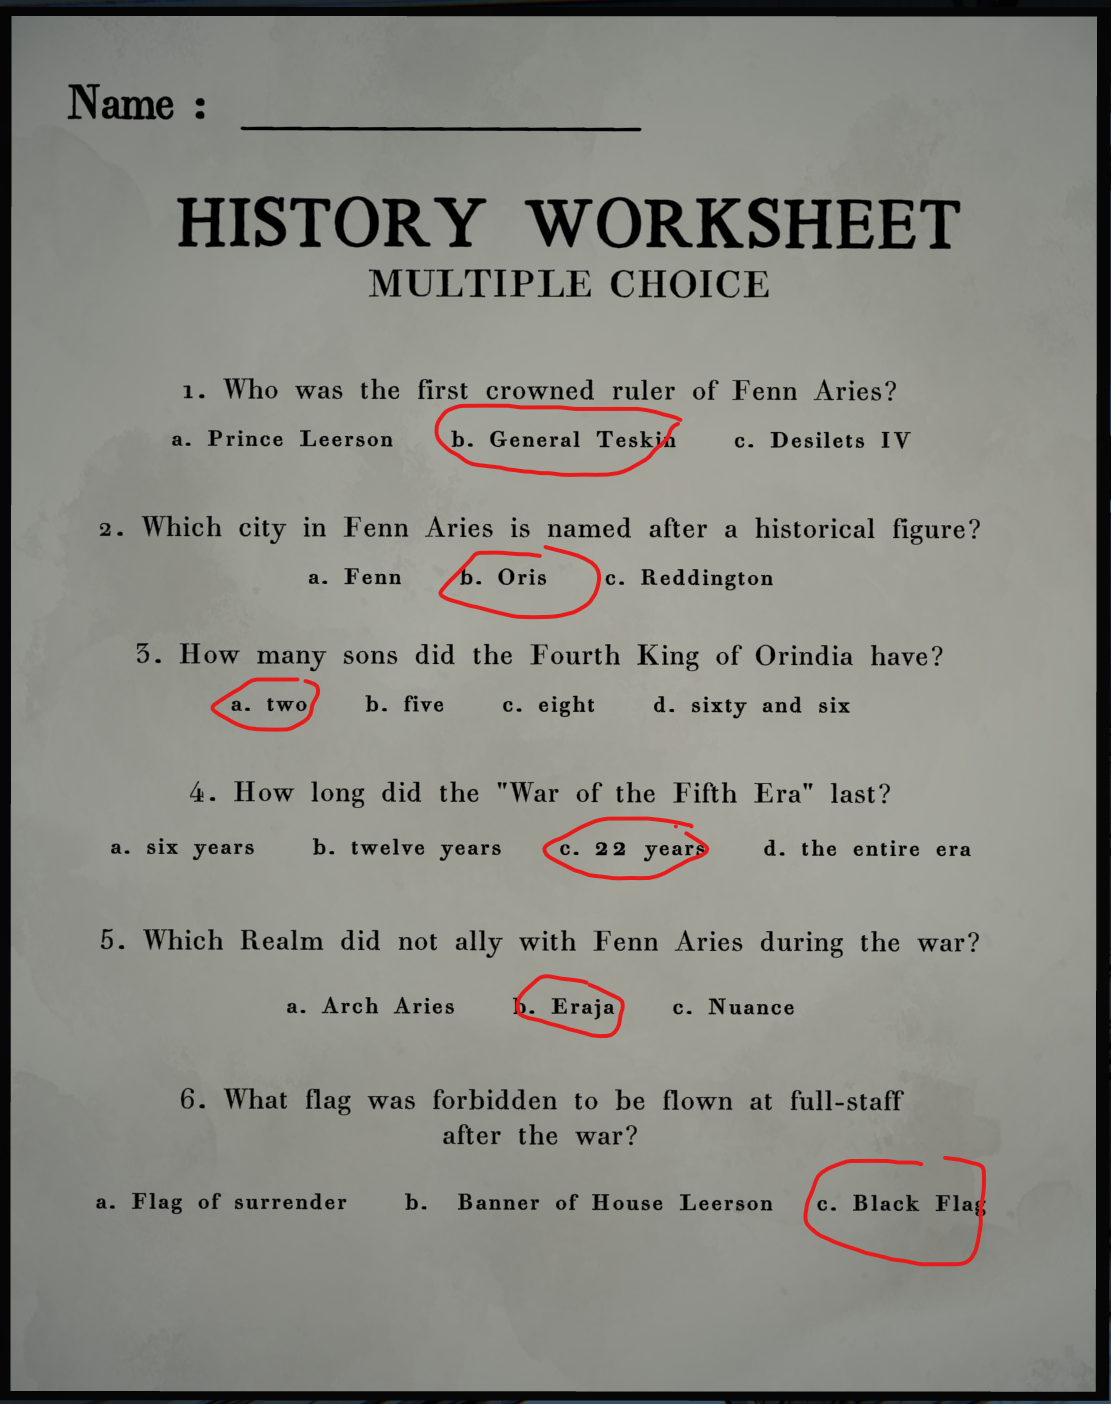 Name : 
HISTORY WORKSHEET
MULTIPLE CHOICE
1. Who was the first crowned ruler of Fenn Aries?
a. Prince Leerson b. General Teskin c. Desilets IV
2. Which city in Fenn Aries is named after a historical figure?
a. Fenn b. Oris c. Reddington
3. How many sons did the Fourth King of Orindia have?
a. two b. five c. eight d. sixty and six
4. How long did the "War of the Fifth Era" last?
a. six years b. twelve years c. 22 years d. the entire era
5. Which Realm did not ally with Fenn Aries during the war?
a. Arch Aries b. Eraja c. Nuance
6. What flag was forbidden to be flown at full-staff
after the war?
a. Flag of surrender b. Banner of House Leerson c. Black Flag